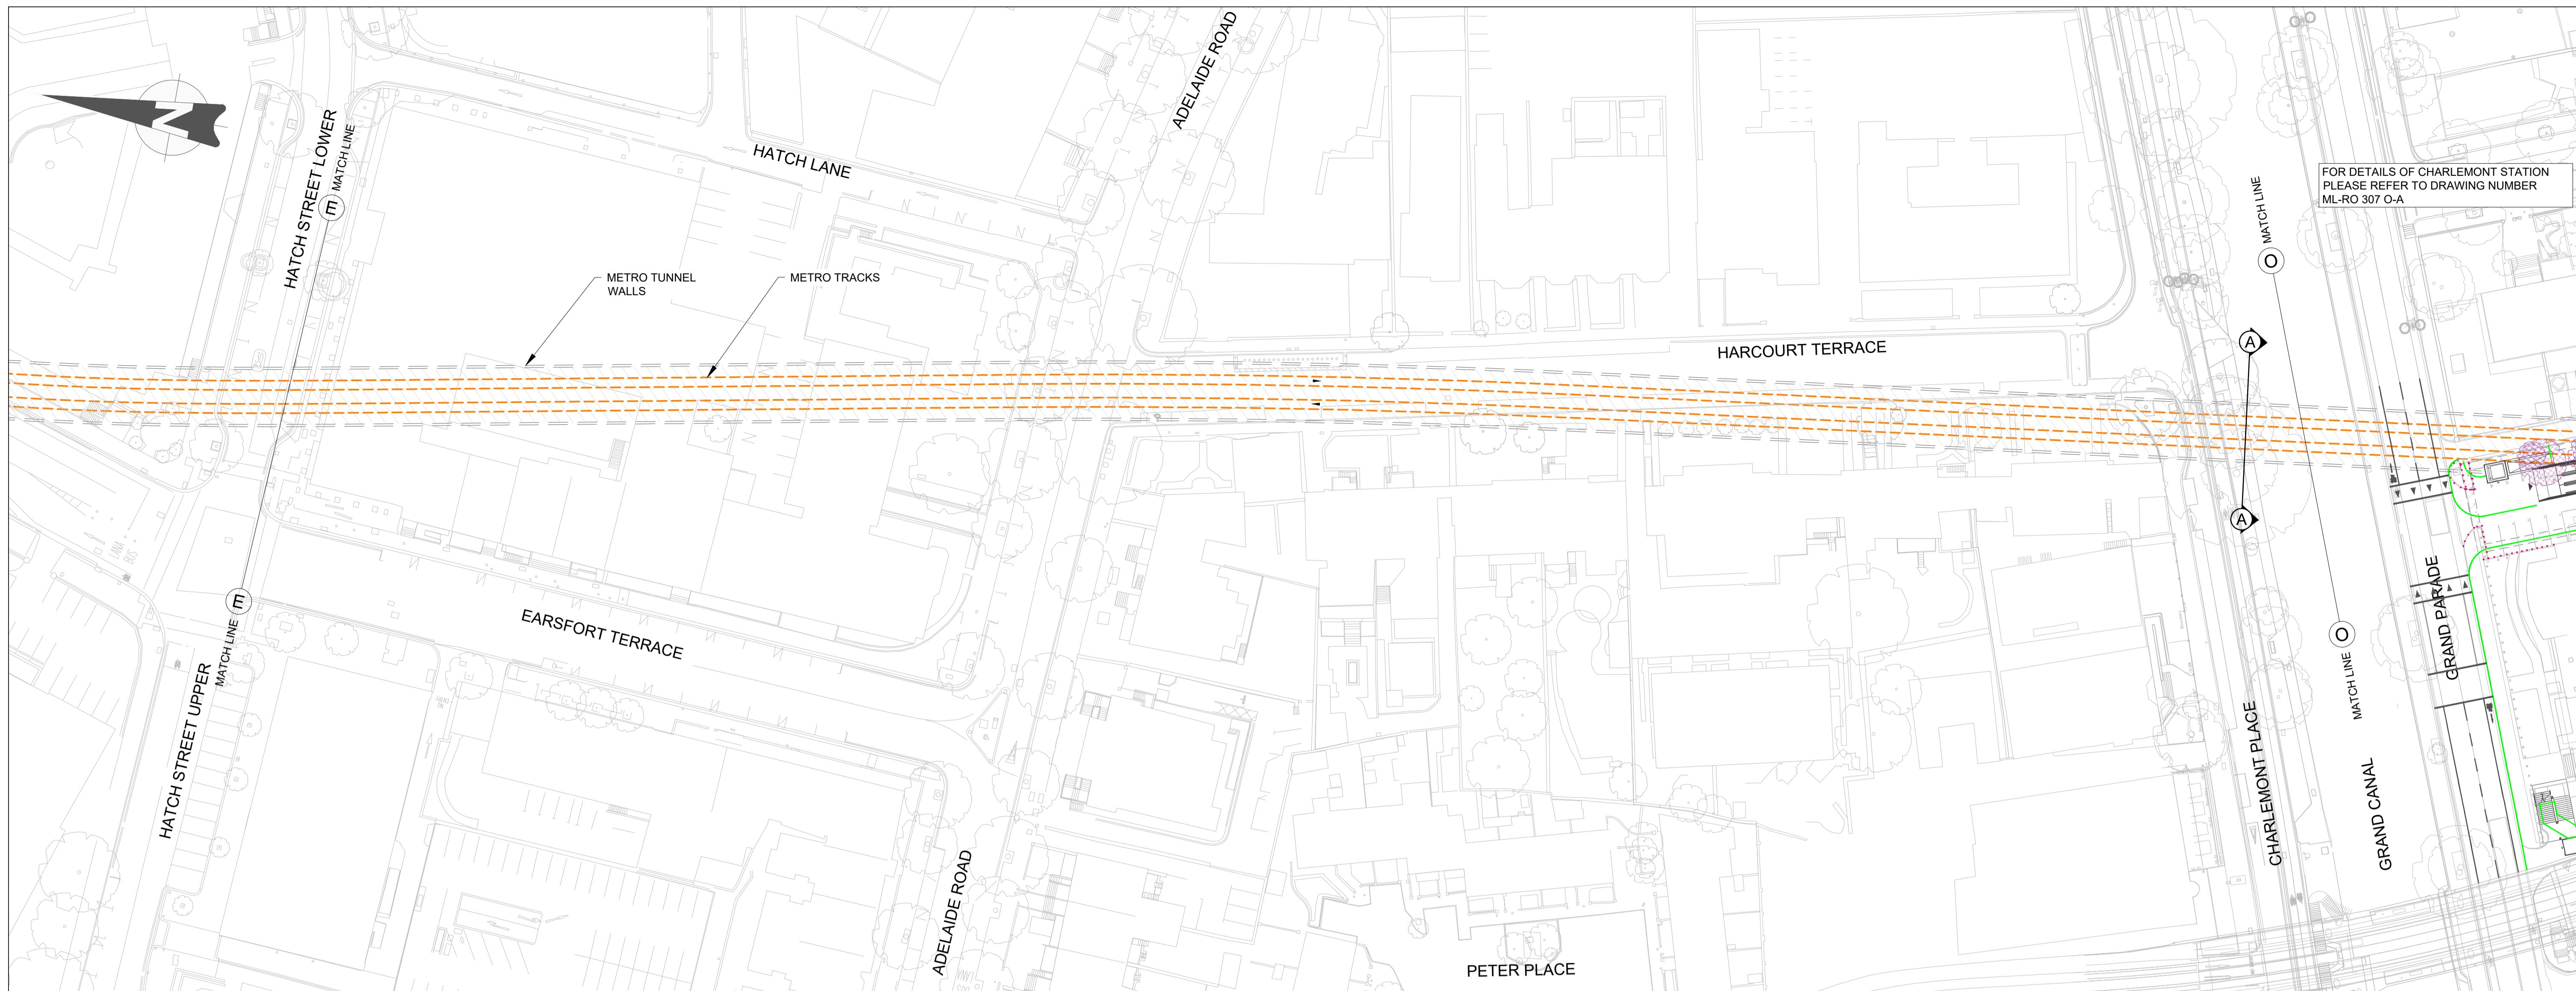 ADELAIDE ROAD
HATCH STREET LOWER
MATCH LINE
E
N
HATCH LANE
FOR DETAILS OF CHARLEMONT STATION
PLEASE REFER TO DRAWING NUMBER
ML-RO 307 O-A
MATCH LINE
O
METRO TUNNEL
WALLS
METRO TRACKS
HARCOURT TERRACE
A
A
E
MATCH LINE
EARSFORT TERRACE
O
MATCH LINE
GRAND PARADE
HATCH STREET UPPER
CHARLEMONT PLACE
GRAND CANAL
ADELAIDE ROAD
PETER PLACE